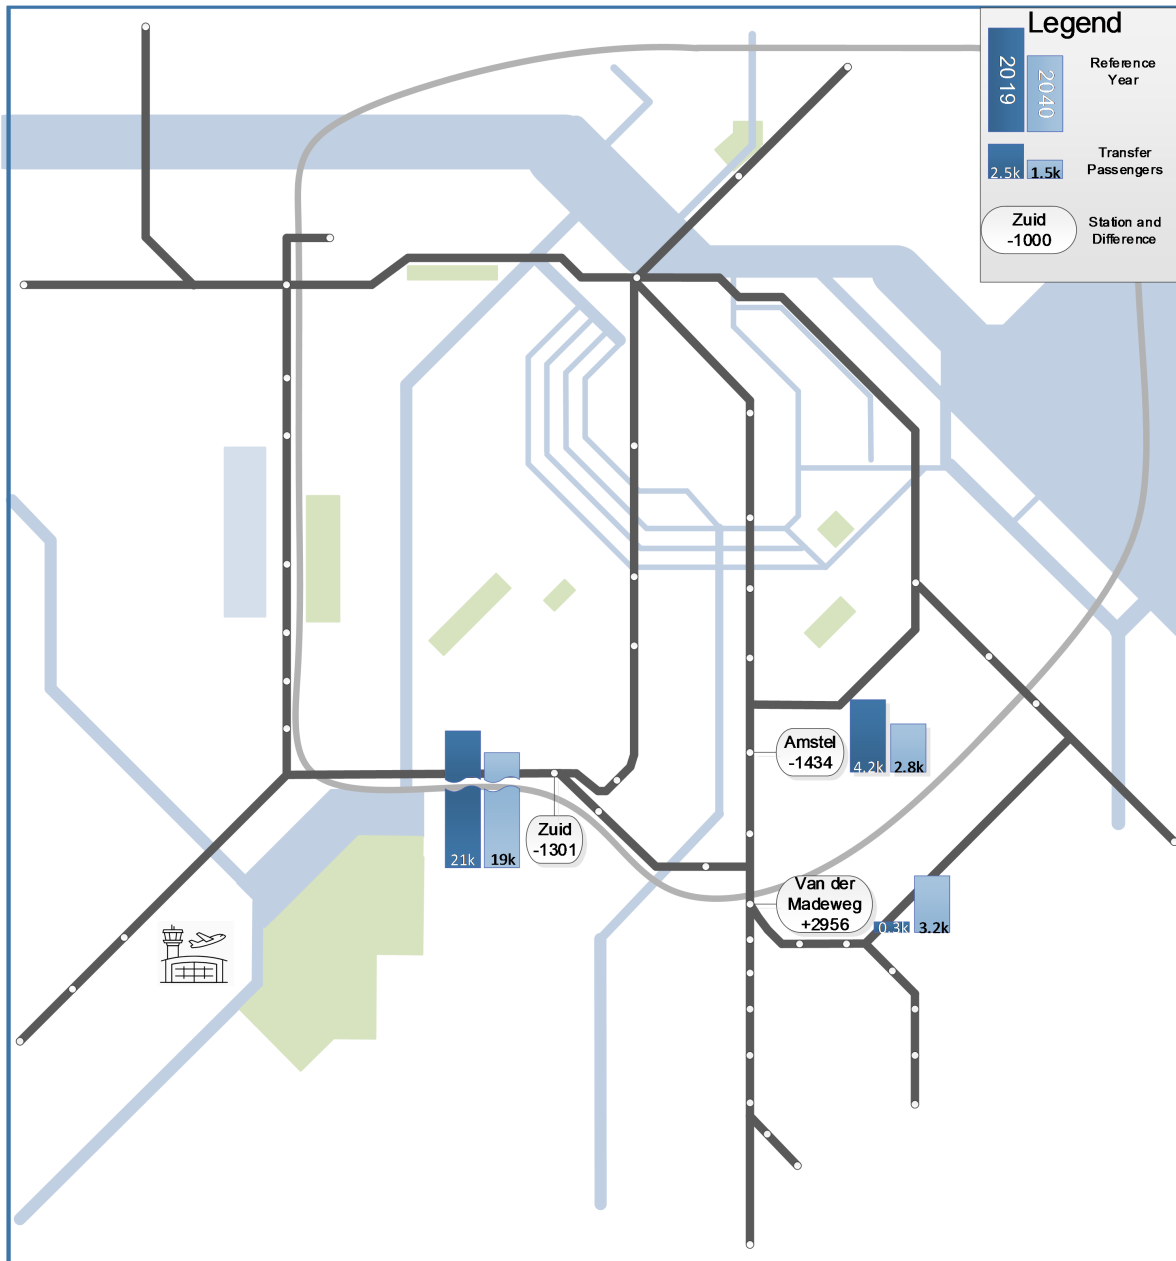 Legend
2019
2040
Reference
Year
2.5k
1.5k
Transfer
Passengers
Zuid
-1000
Station and
Difference
Amstel
-1434
4.2k
2.8k
21k
19k
Zuid
-1301
Van der
Madeweg
+2956
0.3k
3.2k